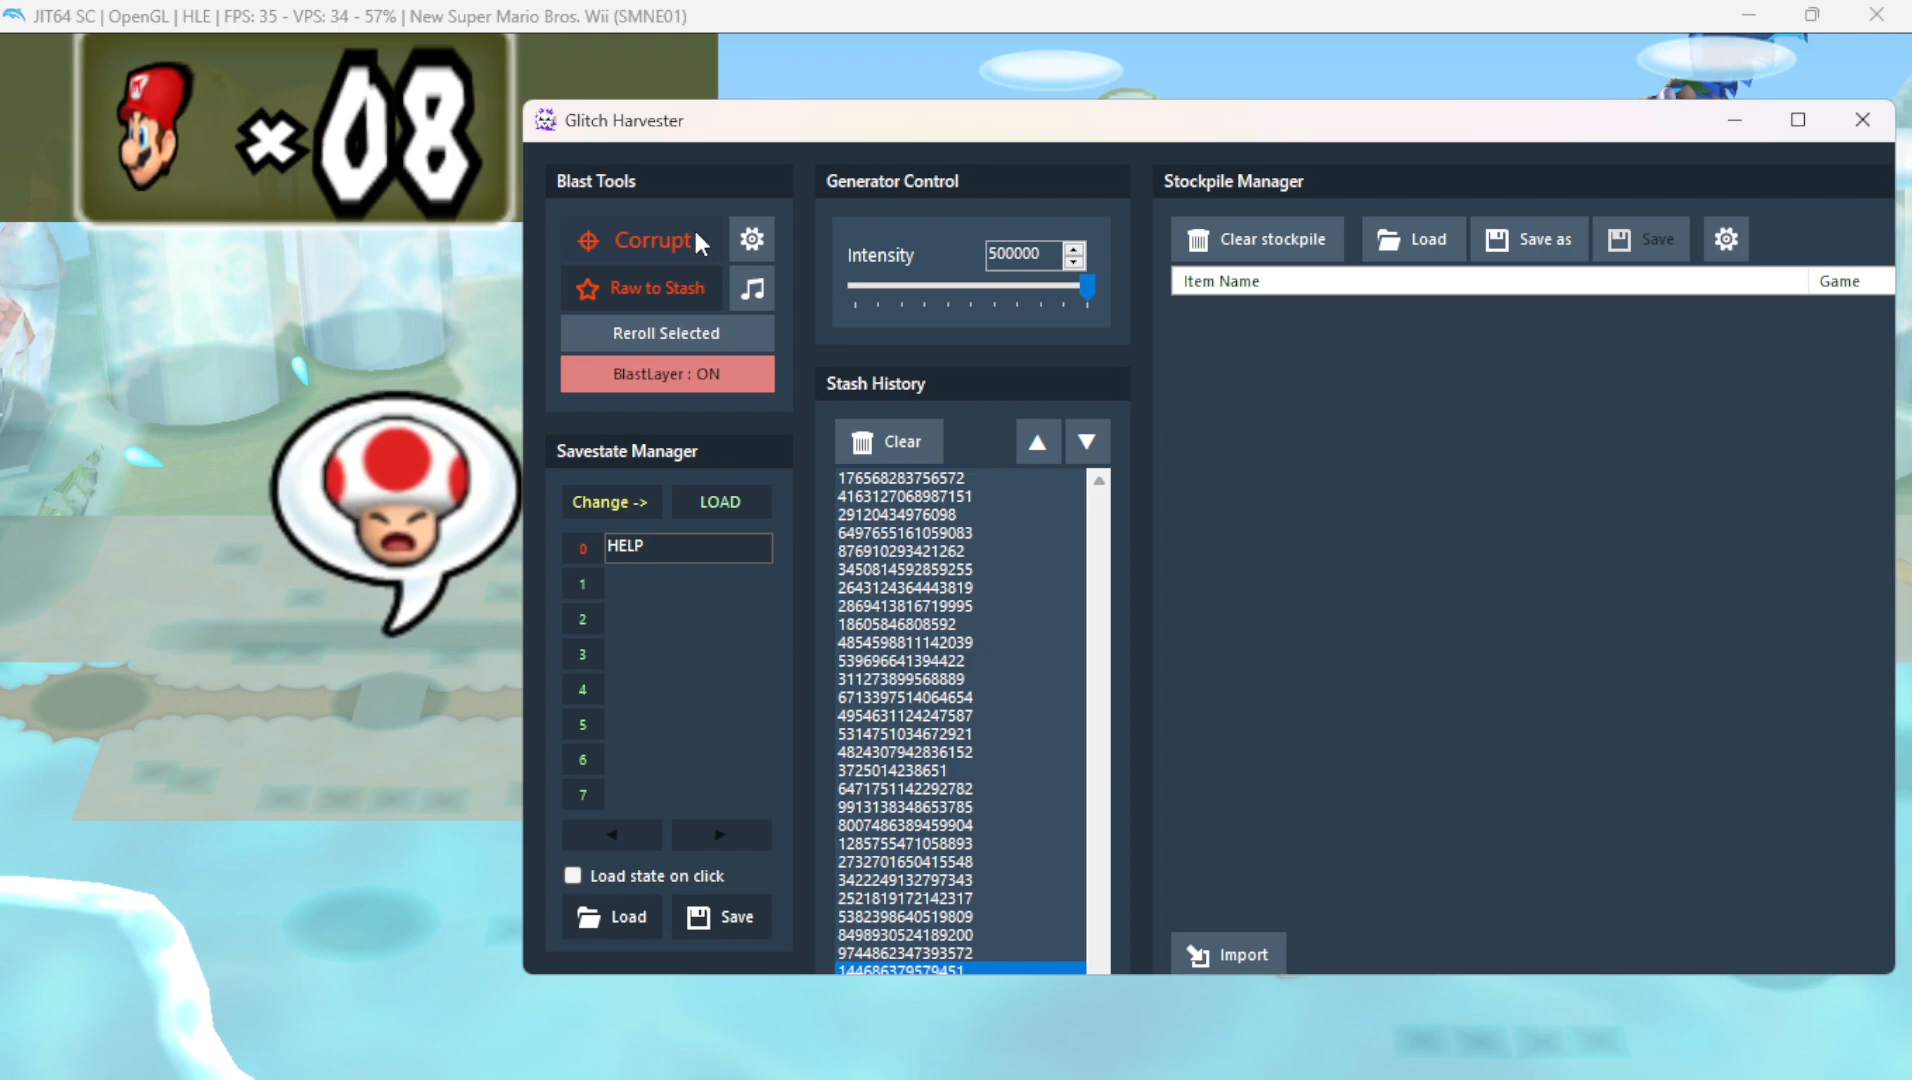 JIT64 SC | OpenGL | HLE | FPS: 35 - VPS: 34 - 57% | New Super Mario Bros. Wii (SMNE01)
×08
Glitch Harvester
Blast Tools
Corrupt
Raw to Stash
Reroll Selected
BlastLayer : ON
Savestate Manager
Change -> LOAD
0 HELP
1
2
3
4
5
6
7
Load state on click
Load Save
Generator Control
Intensity 500000
Stash History
Clear
176568283756572
4163127068987151
29120434976098
6497655161059083
876910293421262
3450814592859255
2643124364443819
2869413816719995
18605846808592
4854598811142039
539696641394422
311273899568889
6713397514064654
4954631124247587
5314751034672921
4824307942836152
3725014238651
6471751142292782
9913138348653785
8007486389459904
1285755471058893
2732701650415548
3422249132797343
2521819172142317
5382398640519809
8498930524189200
9744862347393572
144686379579451
Stockpile Manager
Clear stockpile Load Save as Save
Item Name Game
Import